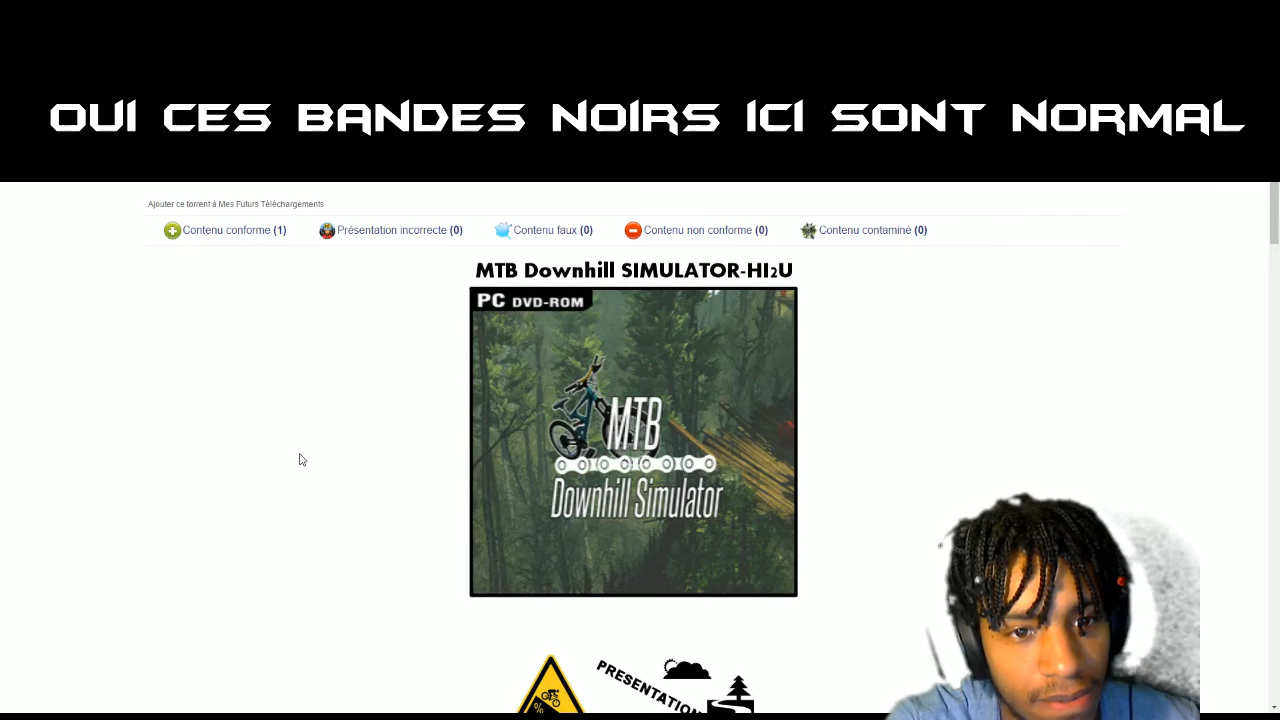 OUI CES BANDES NOIRS ICI SONT NORMAL
Ajouter ce torrent à Mes Futurs Téléchargements
Contenu conforme (1) Présentation incorrecte (0) Contenu faux (0) Contenu non conforme (0) Contenu contaminé (0)
MTB Downhill SIMULATOR-HI2U
PC DVD-ROM
MTB
Downhill Simulator
PRESENTATION
%